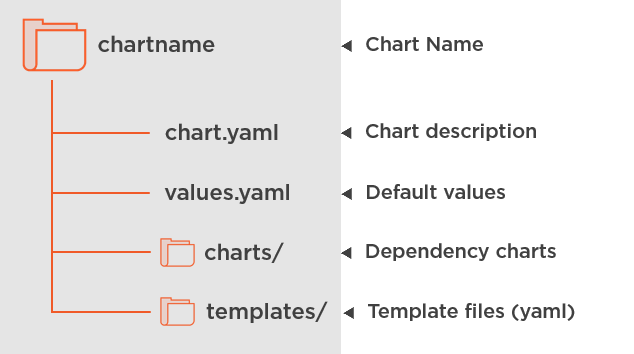 chartname ◄ Chart Name
chart.yaml ◄ Chart description
values.yaml ◄ Default values
charts/ ◄ Dependency charts
templates/ ◄ Template files (yaml)